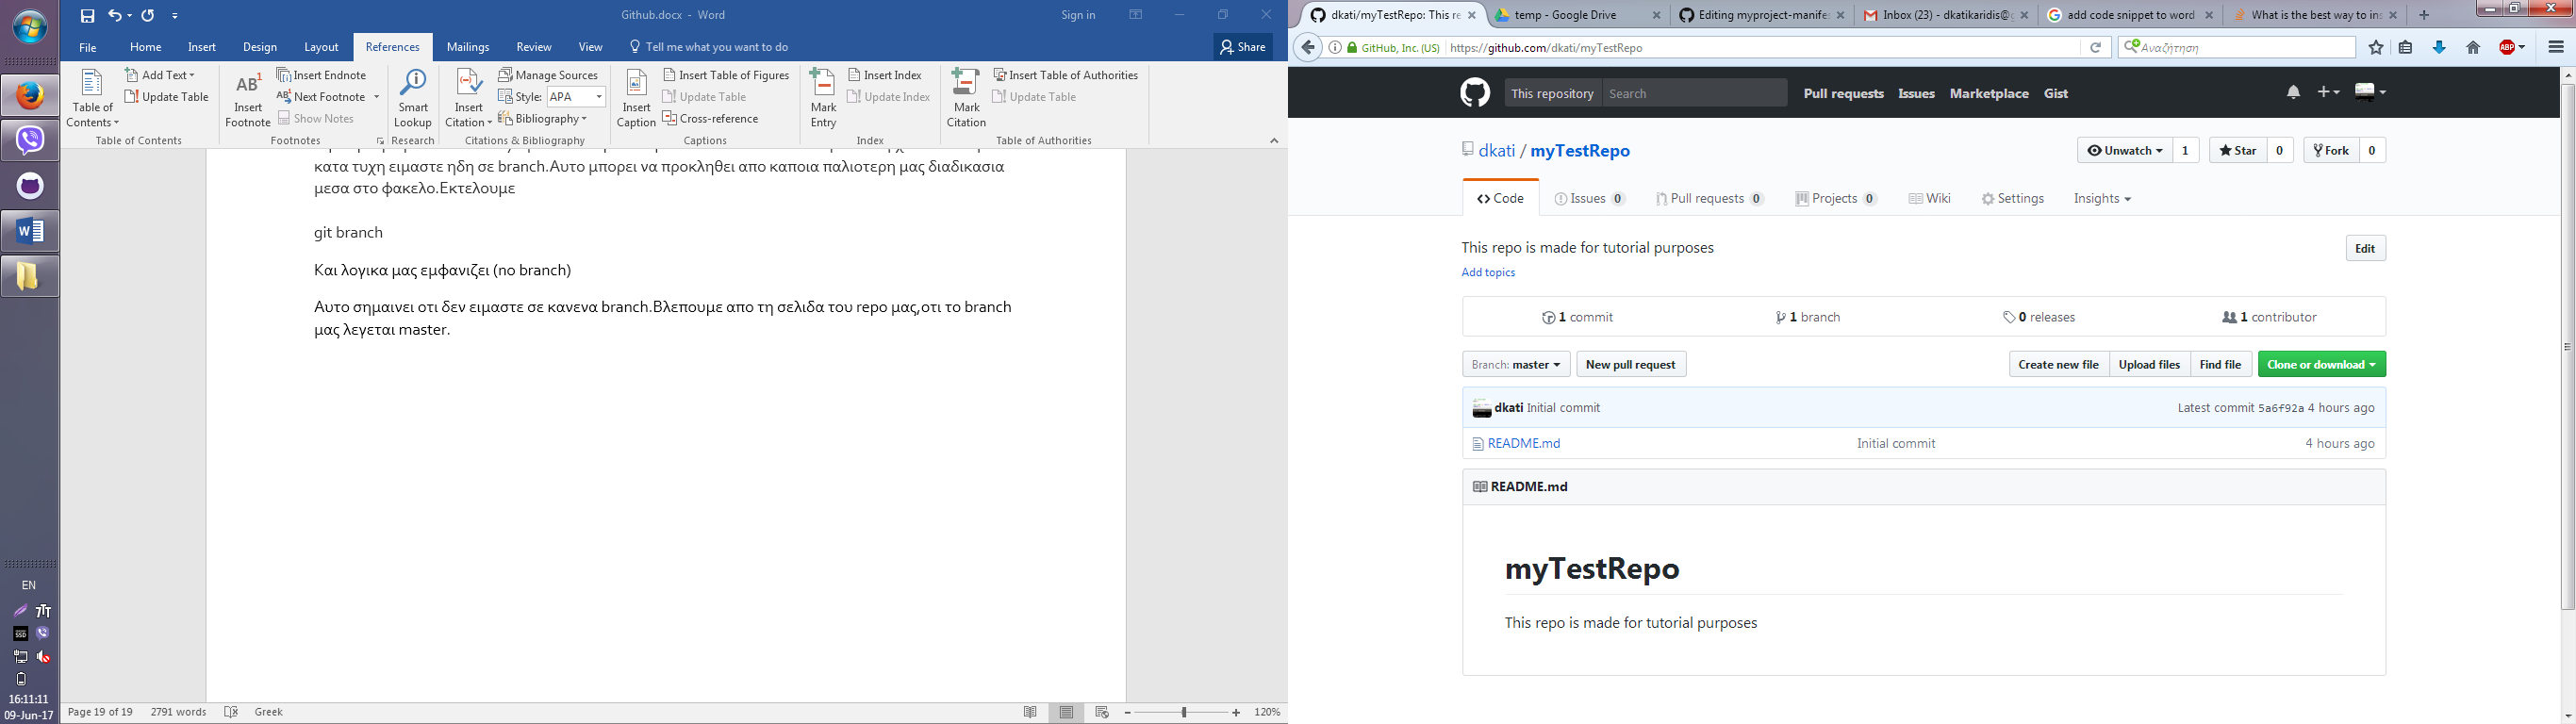 Github.docx - Word
Sign in
File Home Insert Design Layout References Mailings Review View Tell me what you want to do Share
Table of Contents
Add Text
Update Table
Table of Contents
AB1
Insert Footnote
Insert Endnote
Next Footnote
Show Notes
Footnotes
Smart Lookup
Research
Insert Citation
Manage Sources
Style: APA
Bibliography
Citations & Bibliography
Insert Caption
Insert Table of Figures
Update Table
Cross-reference
Captions
Mark Entry
Insert Index
Update Index
Index
Mark Citation
Insert Table of Authorities
Update Table
Table of Authorities
κατα τυχη ειμαστε ηδη σε branch.Αυτο μπορει να προκληθει απο καποια παλιοτερη μας διαδικασια
μεσα στο φακελο.Εκτελουμε
git branch
Και λογικα μας εμφανιζει (no branch)
Αυτο σημαινει οτι δεν ειμαστε σε κανενα branch.Βλεπουμε απο τη σελιδα του repo μας,οτι το branch
μας λεγεται master.
EN
16:11:11
09-Jun-17
Page 19 of 19 2791 words Greek
120%
dkati/myTestRepo: This re
temp - Google Drive
Editing myproject-manife
Inbox (23) - dkatikaridis@g
add code snippet to word
What is the best way to ins
GitHub, Inc. (US) https://github.com/dkati/myTestRepo
Αναζήτηση
ABP
This repository Search Pull requests Issues Marketplace Gist
dkati / myTestRepo
Unwatch 1 Star 0 Fork 0
Code Issues 0 Pull requests 0 Projects 0 Wiki Settings Insights
This repo is made for tutorial purposes
Edit
Add topics
1 commit 1 branch 0 releases 1 contributor
Branch: master New pull request Create new file Upload files Find file Clone or download
dkati Initial commit Latest commit 5a6f92a 4 hours ago
README.md Initial commit 4 hours ago
README.md
myTestRepo
This repo is made for tutorial purposes